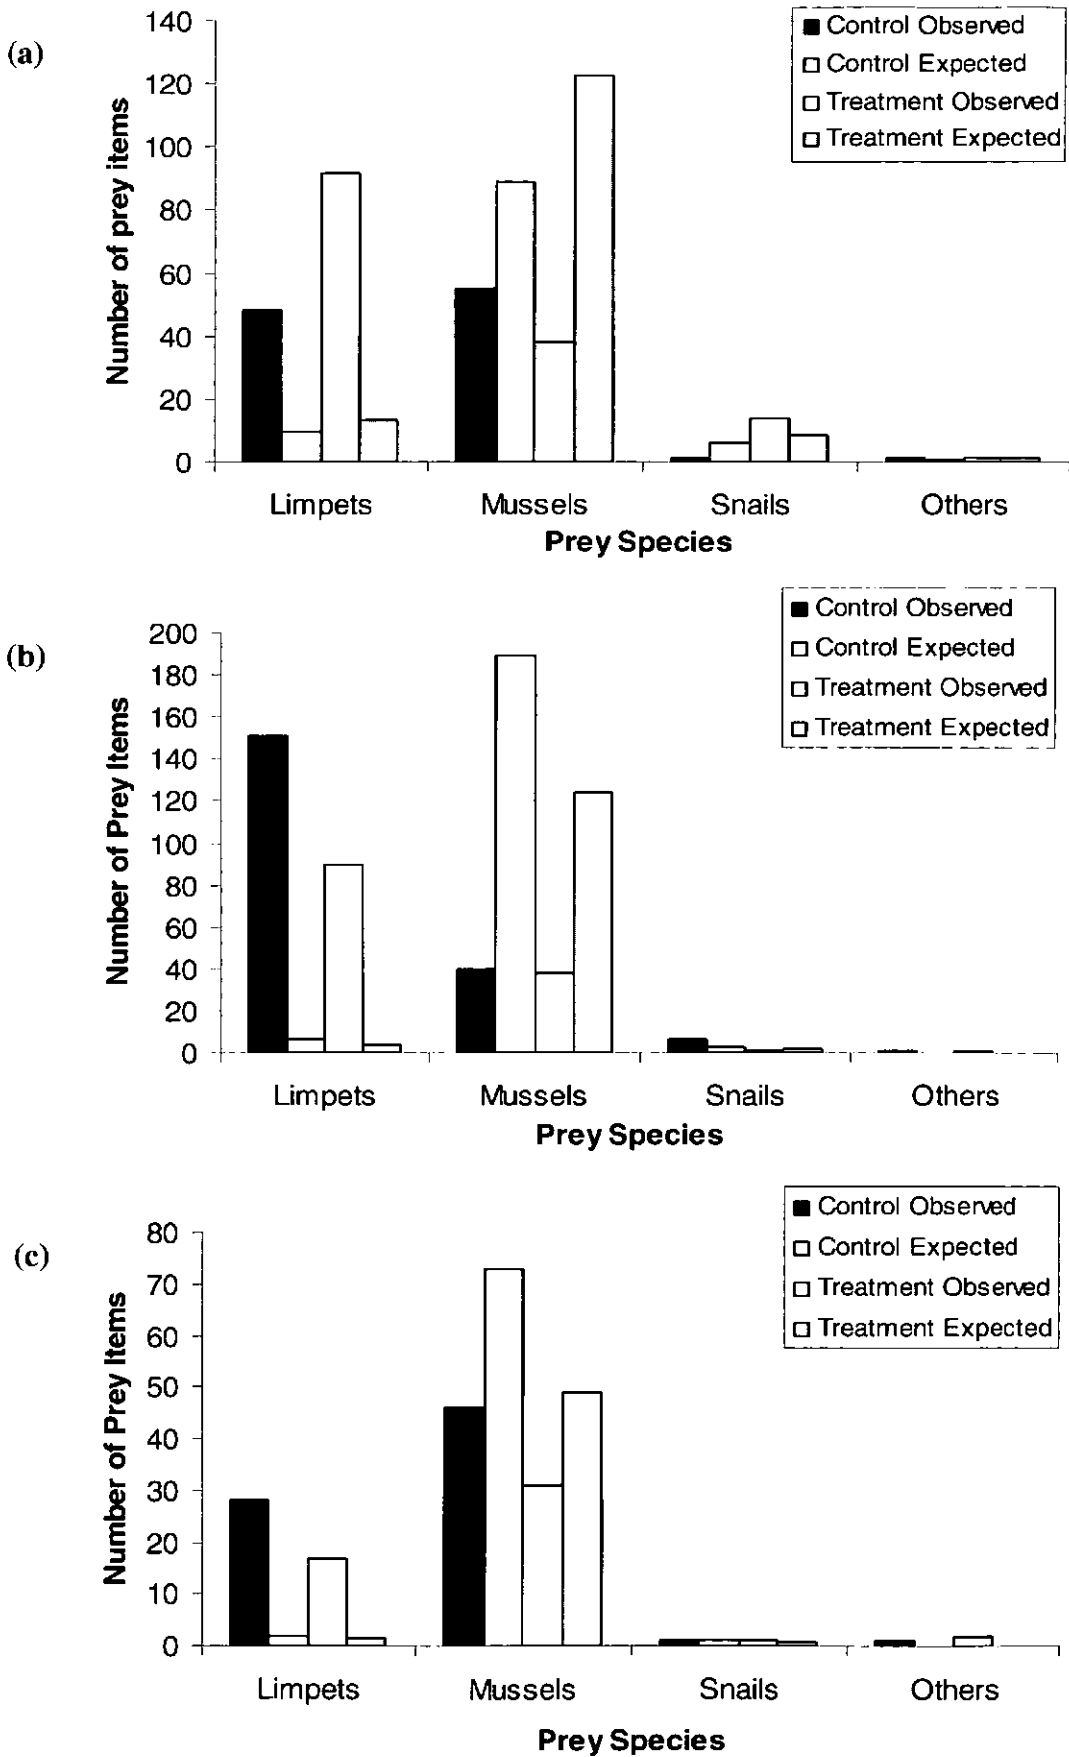 (a)
140
120
100
80
60
40
20
0
Number of prey items
Control Observed
Control Expected
Treatment Observed
Treatment Expected
Limpets Mussels Snails Others
Prey Species
(b)
200
180
160
140
120
100
80
60
40
20
0
Number of Prey Items
Control Observed
Control Expected
Treatment Observed
Treatment Expected
Limpets Mussels Snails Others
Prey Species
(c)
80
70
60
50
40
30
20
10
0
Number of Prey Items
Control Observed
Control Expected
Treatment Observed
Treatment Expected
Limpets Mussels Snails Others
Prey Species